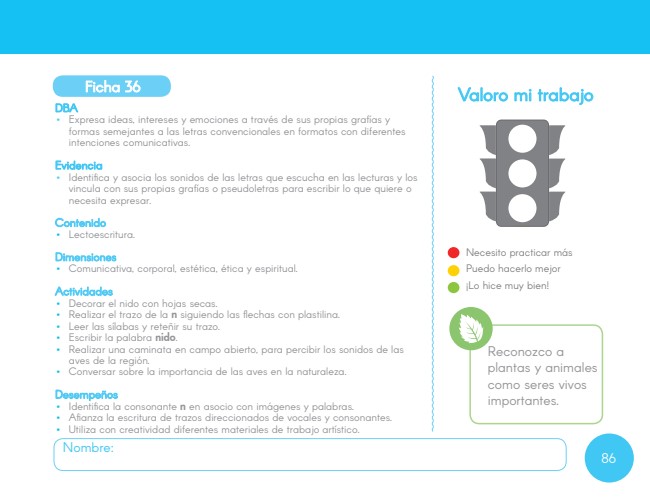 Ficha 36
DBA
• Expresa ideas, intereses y emociones a través de sus propias grafías y
formas semejantes a las letras convencionales en formatos con diferentes
intenciones comunicativas.
Evidencia
• Identifica y asocia los sonidos de las letras que escucha en las lecturas y los
vincula con sus propias grafías o pseudoletras para escribir lo que quiere o
necesita expresar.
Contenido
• Lectoescritura.
Dimensiones
• Comunicativa, corporal, estética, ética y espiritual.
Actividades
• Decorar el nido con hojas secas.
• Realizar el trazo de la n siguiendo las flechas con plastilina.
• Leer las sílabas y reteñir su trazo.
• Escribir la palabra nido.
• Realizar una caminata en campo abierto, para percibir los sonidos de las
aves de la región.
• Conversar sobre la importancia de las aves en la naturaleza.
Desempeños
• Identifica la consonante n en asocio con imágenes y palabras.
• Afianza la escritura de trazos direccionados de vocales y consonantes.
• Utiliza con creatividad diferentes materiales de trabajo artístico.
Nombre:
Valoro mi trabajo
Necesito practicar más
Puedo hacerlo mejor
¡Lo hice muy bien!
Reconozco a
plantas y animales
como seres vivos
importantes.
86